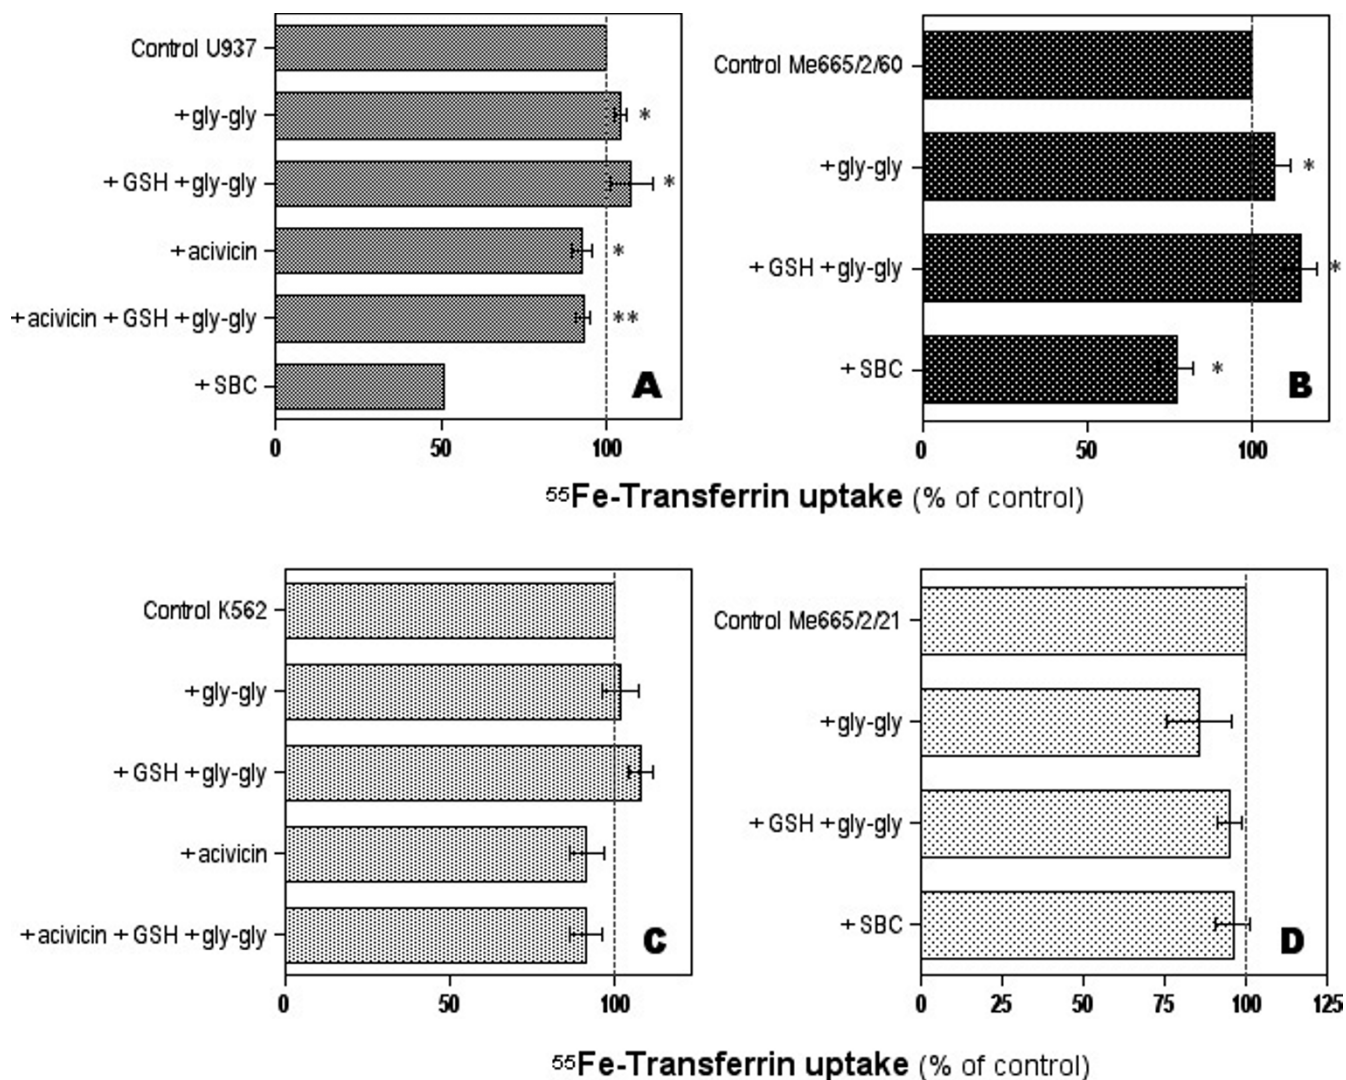 Control U937
+gly-gly *
+ GSH +gly-gly *
+acivicin *
+acivicin + GSH +gly-gly **
+SBC
A
0 50 100
Control Me665/2/60
+gly-gly *
+ GSH +gly-gly *
+ SBC *
B
0 50 100
⁵⁵Fe-Transferrin uptake (% of control)
Control K562
+gly-gly
+ GSH +gly-gly
+acivicin
+acivicin + GSH +gly-gly
C
0 50 100
Control Me665/2/21
+gly-gly
+ GSH +gly-gly
+ SBC
D
0 25 50 75 100 125
⁵⁵Fe-Transferrin uptake (% of control)